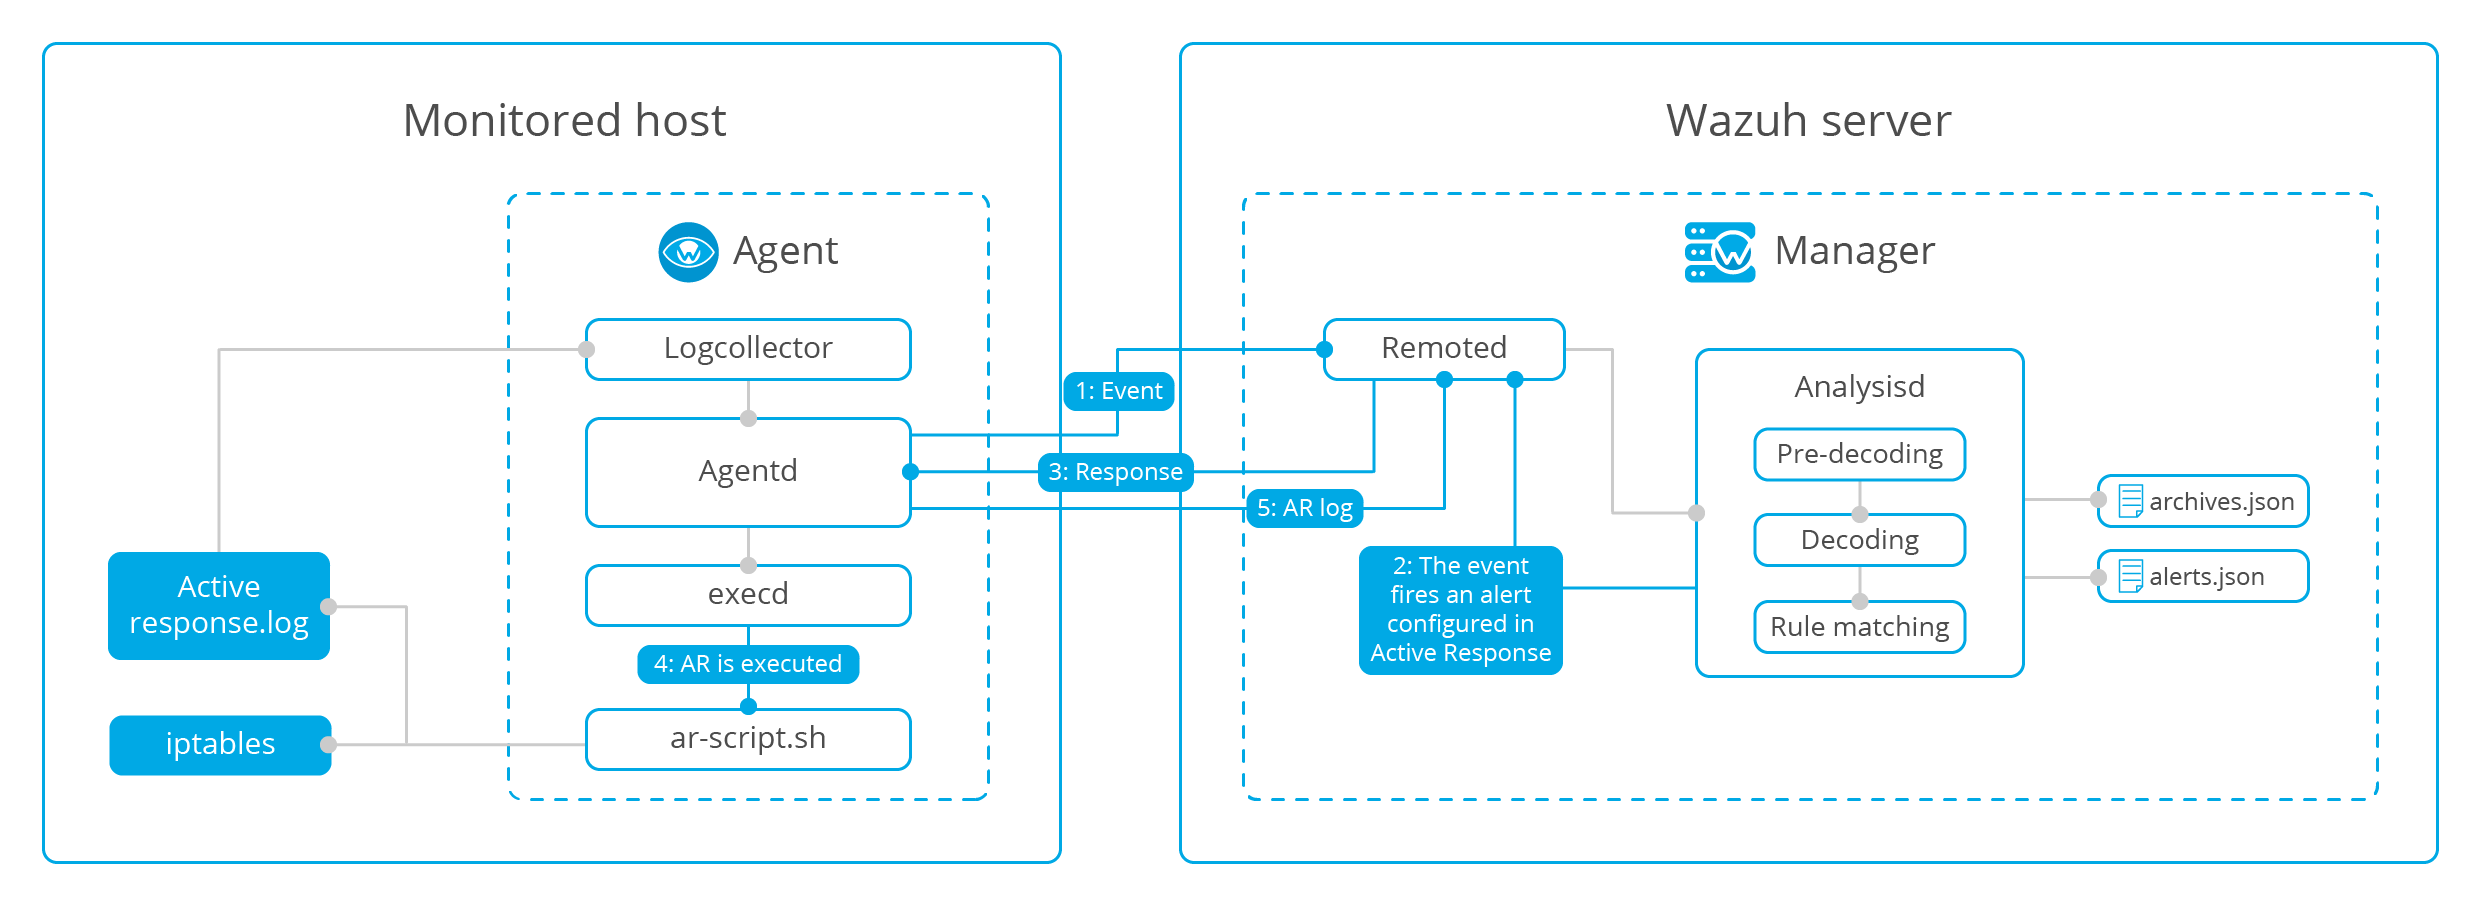 Monitored host
Agent
Logcollector
Agentd
execd
4: AR is executed
ar-script.sh
Active
response.log
iptables
1: Event
3: Response
5: AR log
Wazuh server
Manager
Remoted
2: The event
fires an alert
configured in
Active Response
Analysisd
Pre-decoding
Decoding
Rule matching
archives.json
alerts.json